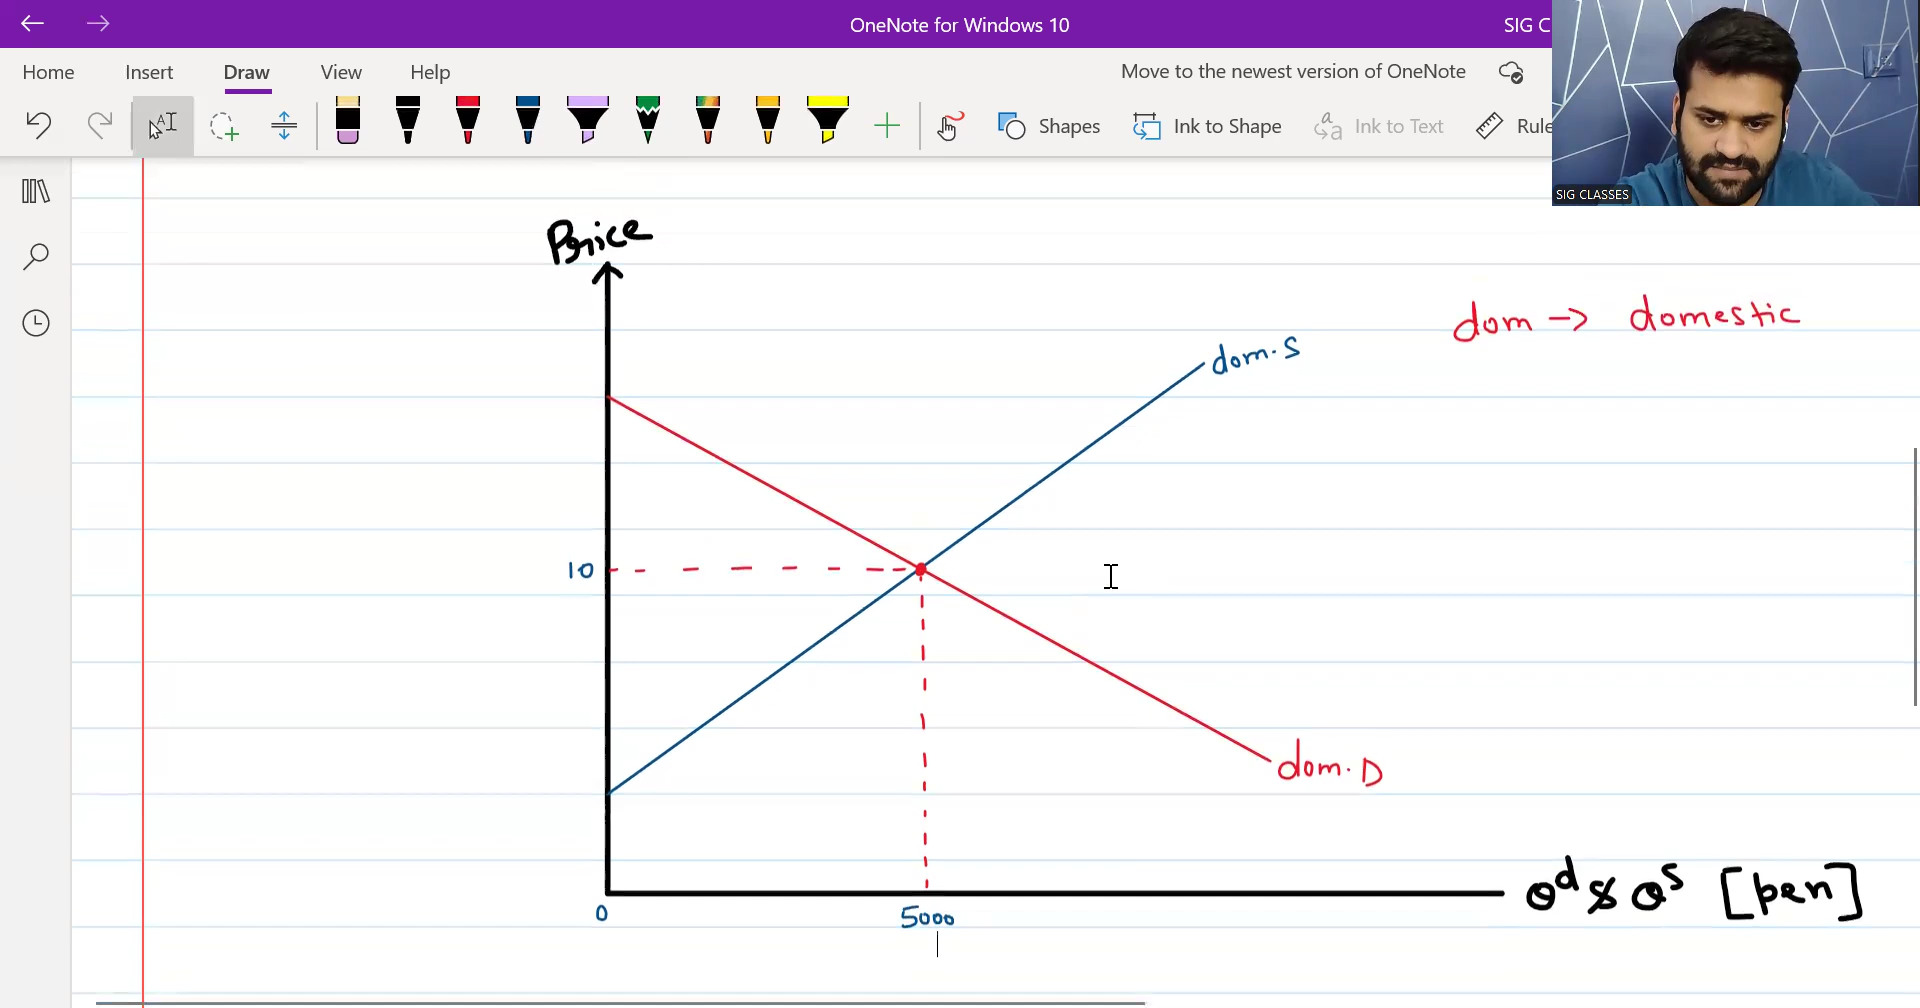 OneNote for Windows 10
SIG C
Home Insert Draw View Help
Move to the newest version of OneNote
Shapes Ink to Shape Ink to Text Rule
SIG CLASSES
Price
dom → domestic
dom. S
10
dom. D
Qd & Qs [pen]
0
5000